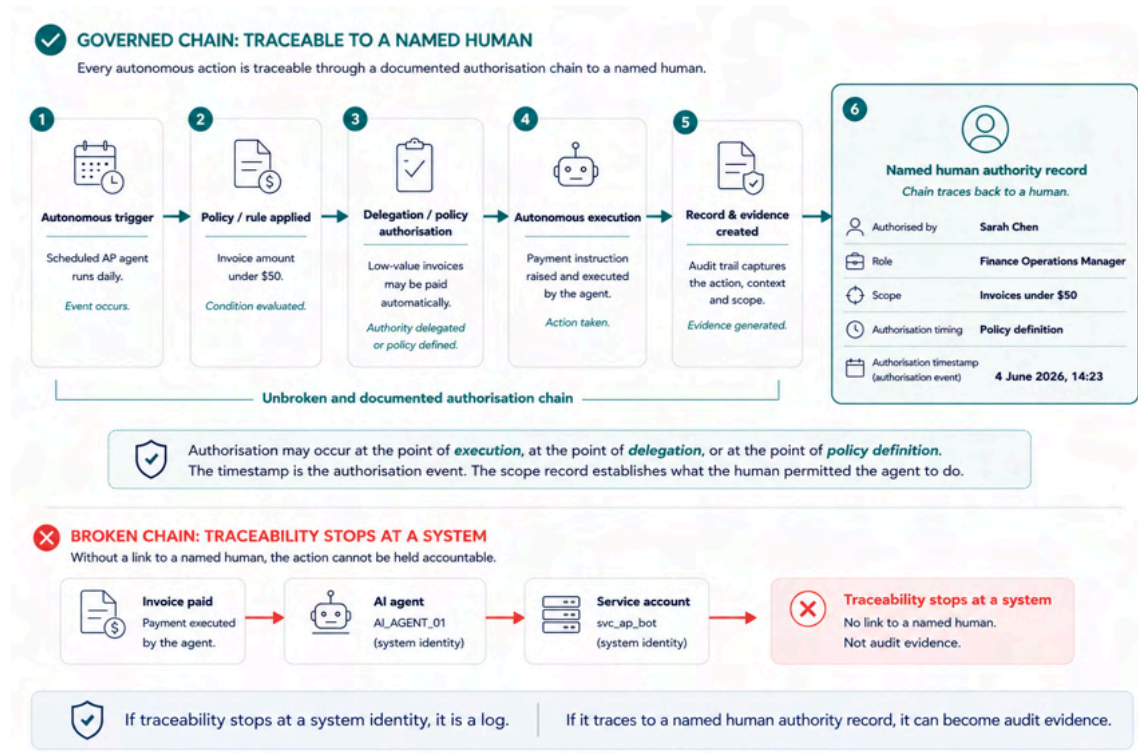 GOVERNED CHAIN: TRACEABLE TO A NAMED HUMAN
Every autonomous action is traceable through a documented authorisation chain to a named human.
1
Autonomous trigger
Scheduled AP agent
runs daily.
Event occurs.
2
Policy / rule applied
Invoice amount
under $50.
Condition evaluated.
3
Delegation / policy
authorisation
Low-value invoices
may be paid
automatically.
Authority delegated
or policy defined.
4
Autonomous execution
Payment instruction
raised and executed
by the agent.
Action taken.
5
Record & evidence
created
Audit trail captures
the action, context
and scope.
Evidence generated.
6
Named human authority record
Chain traces back to a human.
Authorised by Sarah Chen
Role Finance Operations Manager
Scope Invoices under $50
Authorisation timing Policy definition
Authorisation timestamp
(authorisation event) 4 June 2026, 14:23
Unbroken and documented authorisation chain
Authorisation may occur at the point of execution, at the point of delegation, or at the point of policy definition.
The timestamp is the authorisation event. The scope record establishes what the human permitted the agent to do.
BROKEN CHAIN: TRACEABILITY STOPS AT A SYSTEM
Without a link to a named human, the action cannot be held accountable.
$
Invoice paid
Payment executed
by the agent.
AI agent
AI_AGENT_01
(system identity)
Service account
svc_ap_bot
(system identity)
Traceability stops at a system
No link to a named human.
Not audit evidence.
If traceability stops at a system identity, it is a log.
If it traces to a named human authority record, it can become audit evidence.